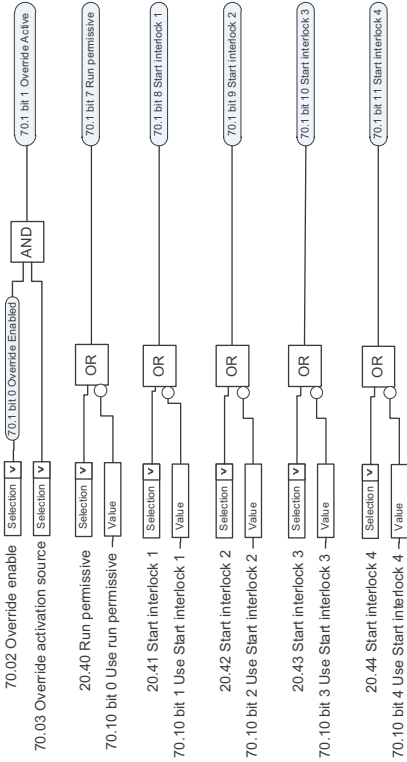 70.02 Override enable Selection v 70.1 bit 0 Override Enabled
70.03 Override activation source Selection v AND 70.1 bit 1 Override Active
20.40 Run permissive Selection v
70.10 bit 0 Use run permissive Value OR 70.1 bit 7 Run permissive
20.41 Start interlock 1 Selection v
70.10 bit 1 Use Start interlock 1 Value OR 70.1 bit 8 Start interlock 1
20.42 Start interlock 2 Selection v
70.10 bit 2 Use Start interlock 2 Value OR 70.1 bit 9 Start interlock 2
20.43 Start interlock 3 Selection v
70.10 bit 3 Use Start interlock 3 Value OR 70.1 bit 10 Start interlock 3
20.44 Start interlock 4 Selection v
70.10 bit 4 Use Start interlock 4 Value OR 70.1 bit 11 Start interlock 4